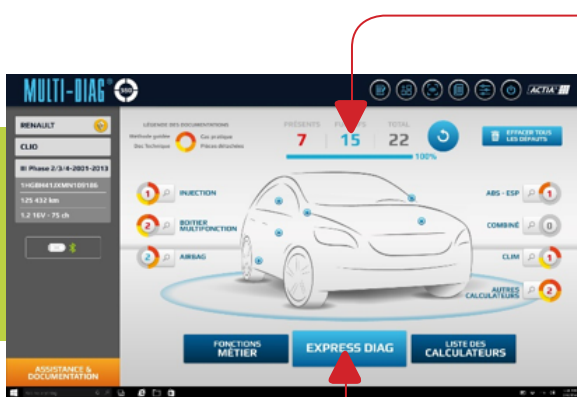 MULTI-DIAG® 360
ACTIA®
RENAULT
CLIO
III Phase 2/3/4-2001-2013
125 432 km
1.2 16V - 75 ch
ASSISTANCE &
DOCUMENTATION
LÉGENDE DES DOCUMENTATIONS
Méthode guidée
Cas pratique
Doc Technique
Pièces détachées
PRÉSENTS
TOTAL
7
15
22
100%
EFFACER TOUS
LES DÉFAUTS
1 INJECTION
2 BOITIER
MULTIFONCTION
2 AIRBAG
ABS - ESP 1
COMBINÉ 0
CLIM 1
AUTRES
CALCULATEURS 2
FONCTIONS
MÉTIER
EXPRESS DIAG
LISTE DES
CALCULATEURS